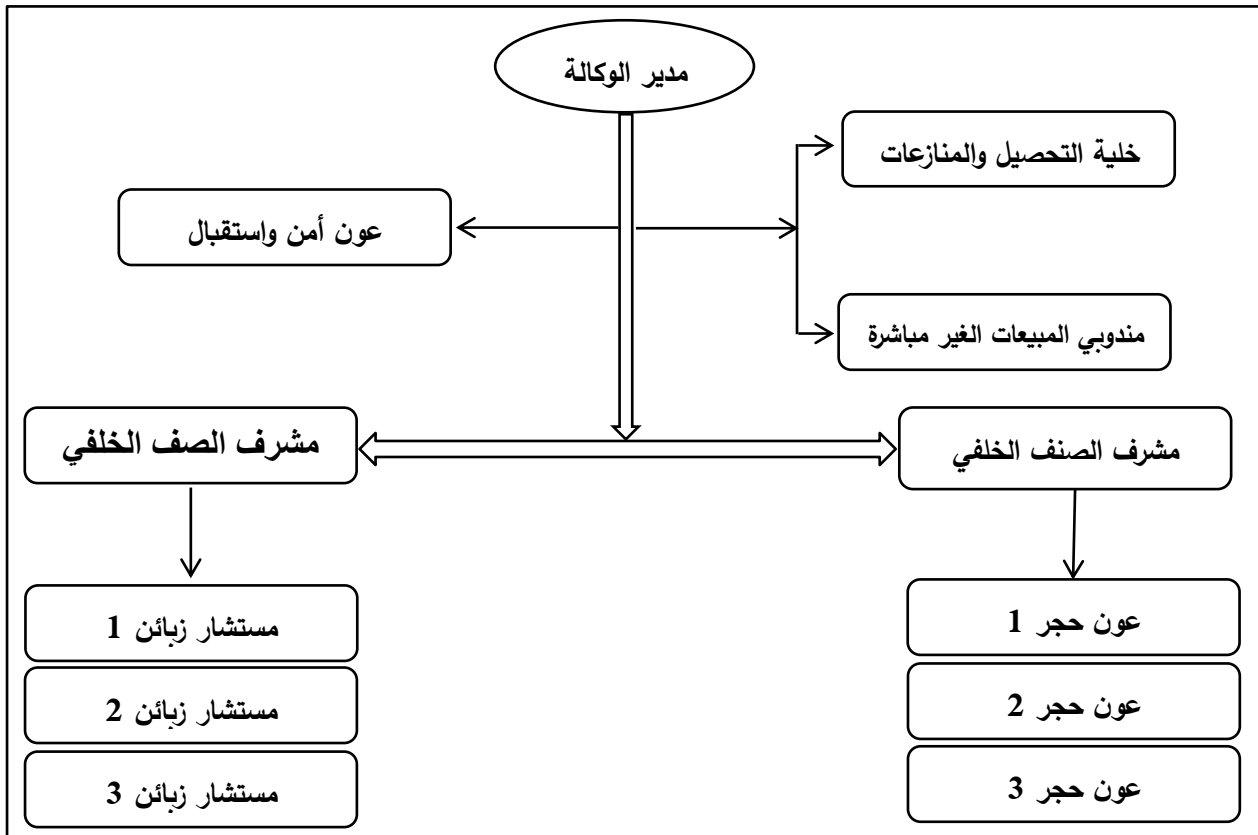 مدير الوكالة
خلية التحصيل والمنازعات
عون أمن واستقبال
مندوبي المبيعات الغير مباشرة
مشرف الصنف الخلفي
مشرف الصف الخلفي
عون حجر 1
مستشار زبائن 1
عون حجر 2
مستشار زبائن 2
عون حجر 3
مستشار زبائن 3